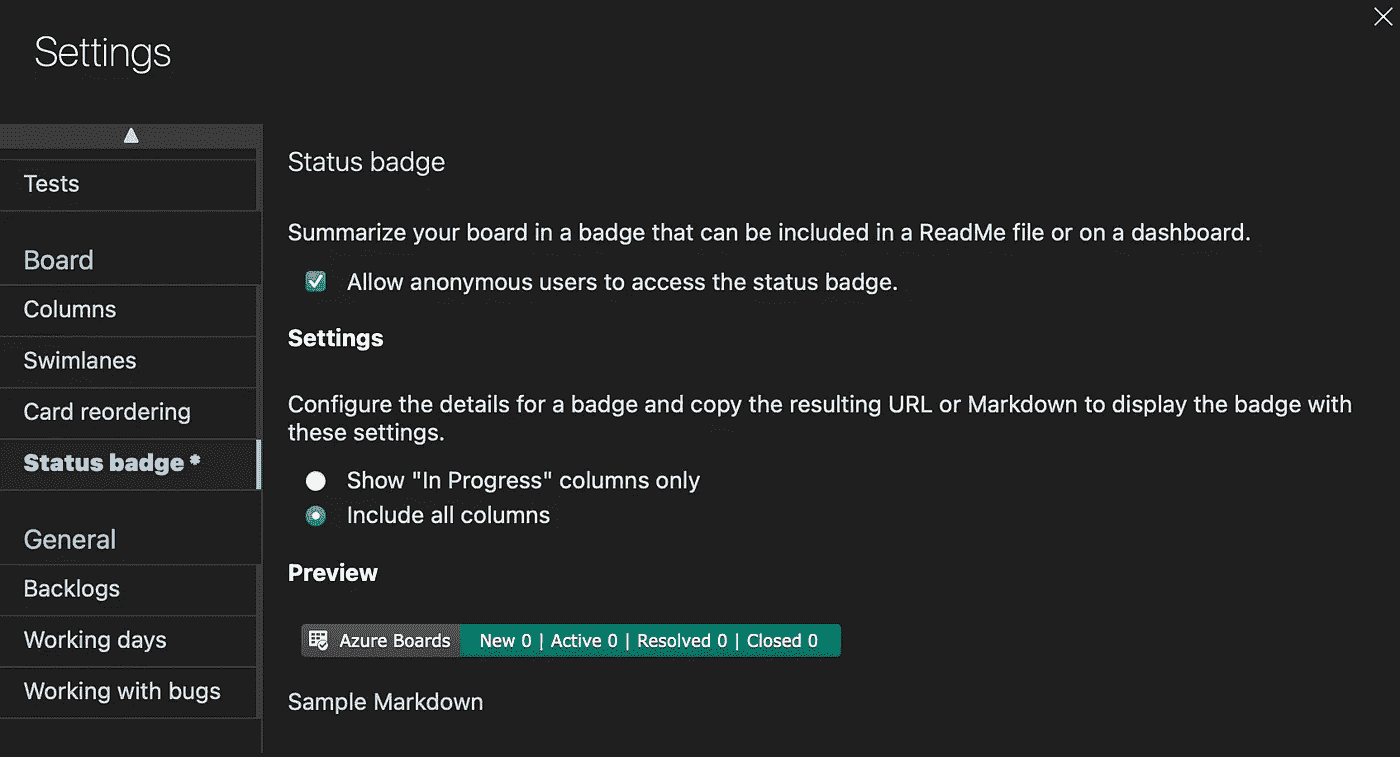 Settings
Tests
Board
Columns
Swimlanes
Card reordering
Status badge *
General
Backlogs
Working days
Working with bugs
Status badge
Summarize your board in a badge that can be included in a ReadMe file or on a dashboard.
Allow anonymous users to access the status badge.
Settings
Configure the details for a badge and copy the resulting URL or Markdown to display the badge with
these settings.
Show "In Progress" columns only
Include all columns
Preview
Azure Boards New 0 | Active 0 | Resolved 0 | Closed 0
Sample Markdown